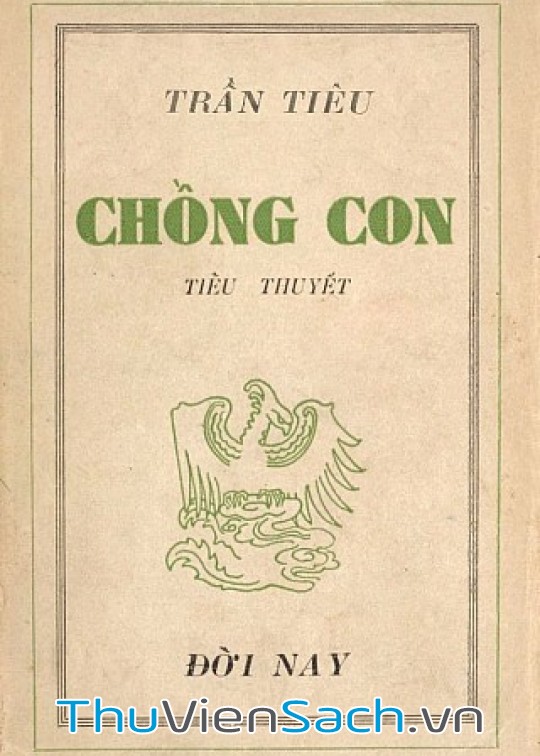 TRẦN TIÊU
CHỒNG CON
TIỂU THUYẾT
ĐỜI NAY
ThuVienSach.vn